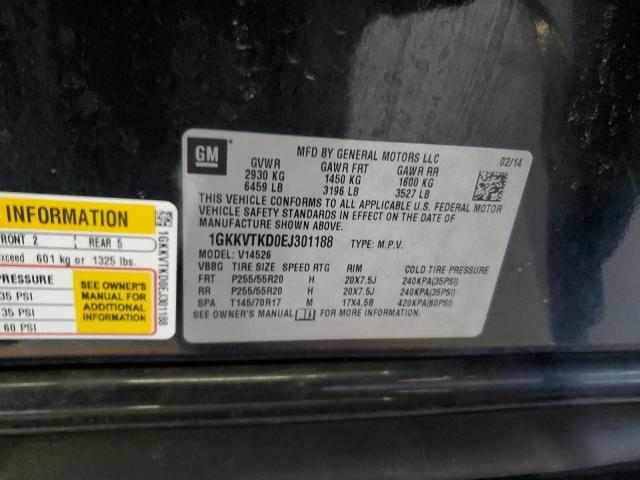 GM
MFD BY GENERAL MOTORS LLC
02/14
GVWR GAWR FRT GAWR RR
2930 KG 1450 KG 1600 KG
6459 LB 3196 LB 3527 LB
THIS VEHICLE CONFORMS TO ALL APPLICABLE U.S. FEDERAL MOTOR
VEHICLE SAFETY STANDARDS IN EFFECT ON THE DATE OF
MANUFACTURE SHOWN ABOVE.
1GKKVTKD0EJ301188 TYPE: M.P.V.
MODEL: V14526
VBBG TIRE SIZE SPEED RTG RIM COLD TIRE PRESSURE
FRT P255/55R20 H 20X7.5J 240KPA(35PSI)
RR P255/55R20 H 20X7.5J 240KPA(35PSI)
SPA T145/70R17 M 17X4.5B 420KPA(60PSI)
SEE OWNER'S MANUAL FOR MORE INFORMATION.
INFORMATION
FRONT 2 REAR 5
exceed 601 kg or 1325 lbs.
PRESSURE
35 PSI
35 PSI
60 PSI
SEE OWNER'S
MANUAL FOR
ADDITIONAL
INFORMATION
1GKKVTKD0EJ301188